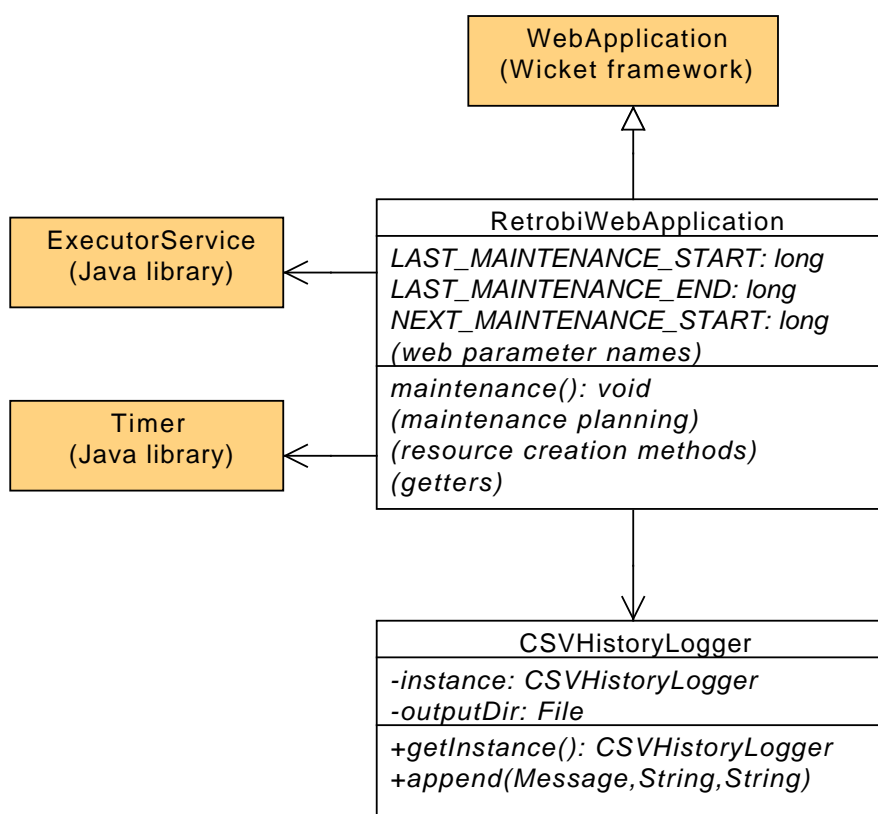 WebApplication
(Wicket framework)
RetrobiWebApplication
LAST_MAINTENANCE_START: long
LAST_MAINTENANCE_END: long
NEXT_MAINTENANCE_START: long
(web parameter names)
maintenance(): void
(maintenance planning)
(resource creation methods)
(getters)
ExecutorService
(Java library)
Timer
(Java library)
CSVHistoryLogger
-instance: CSVHistoryLogger
-outputDir: File
+getInstance(): CSVHistoryLogger
+append(Message,String,String)